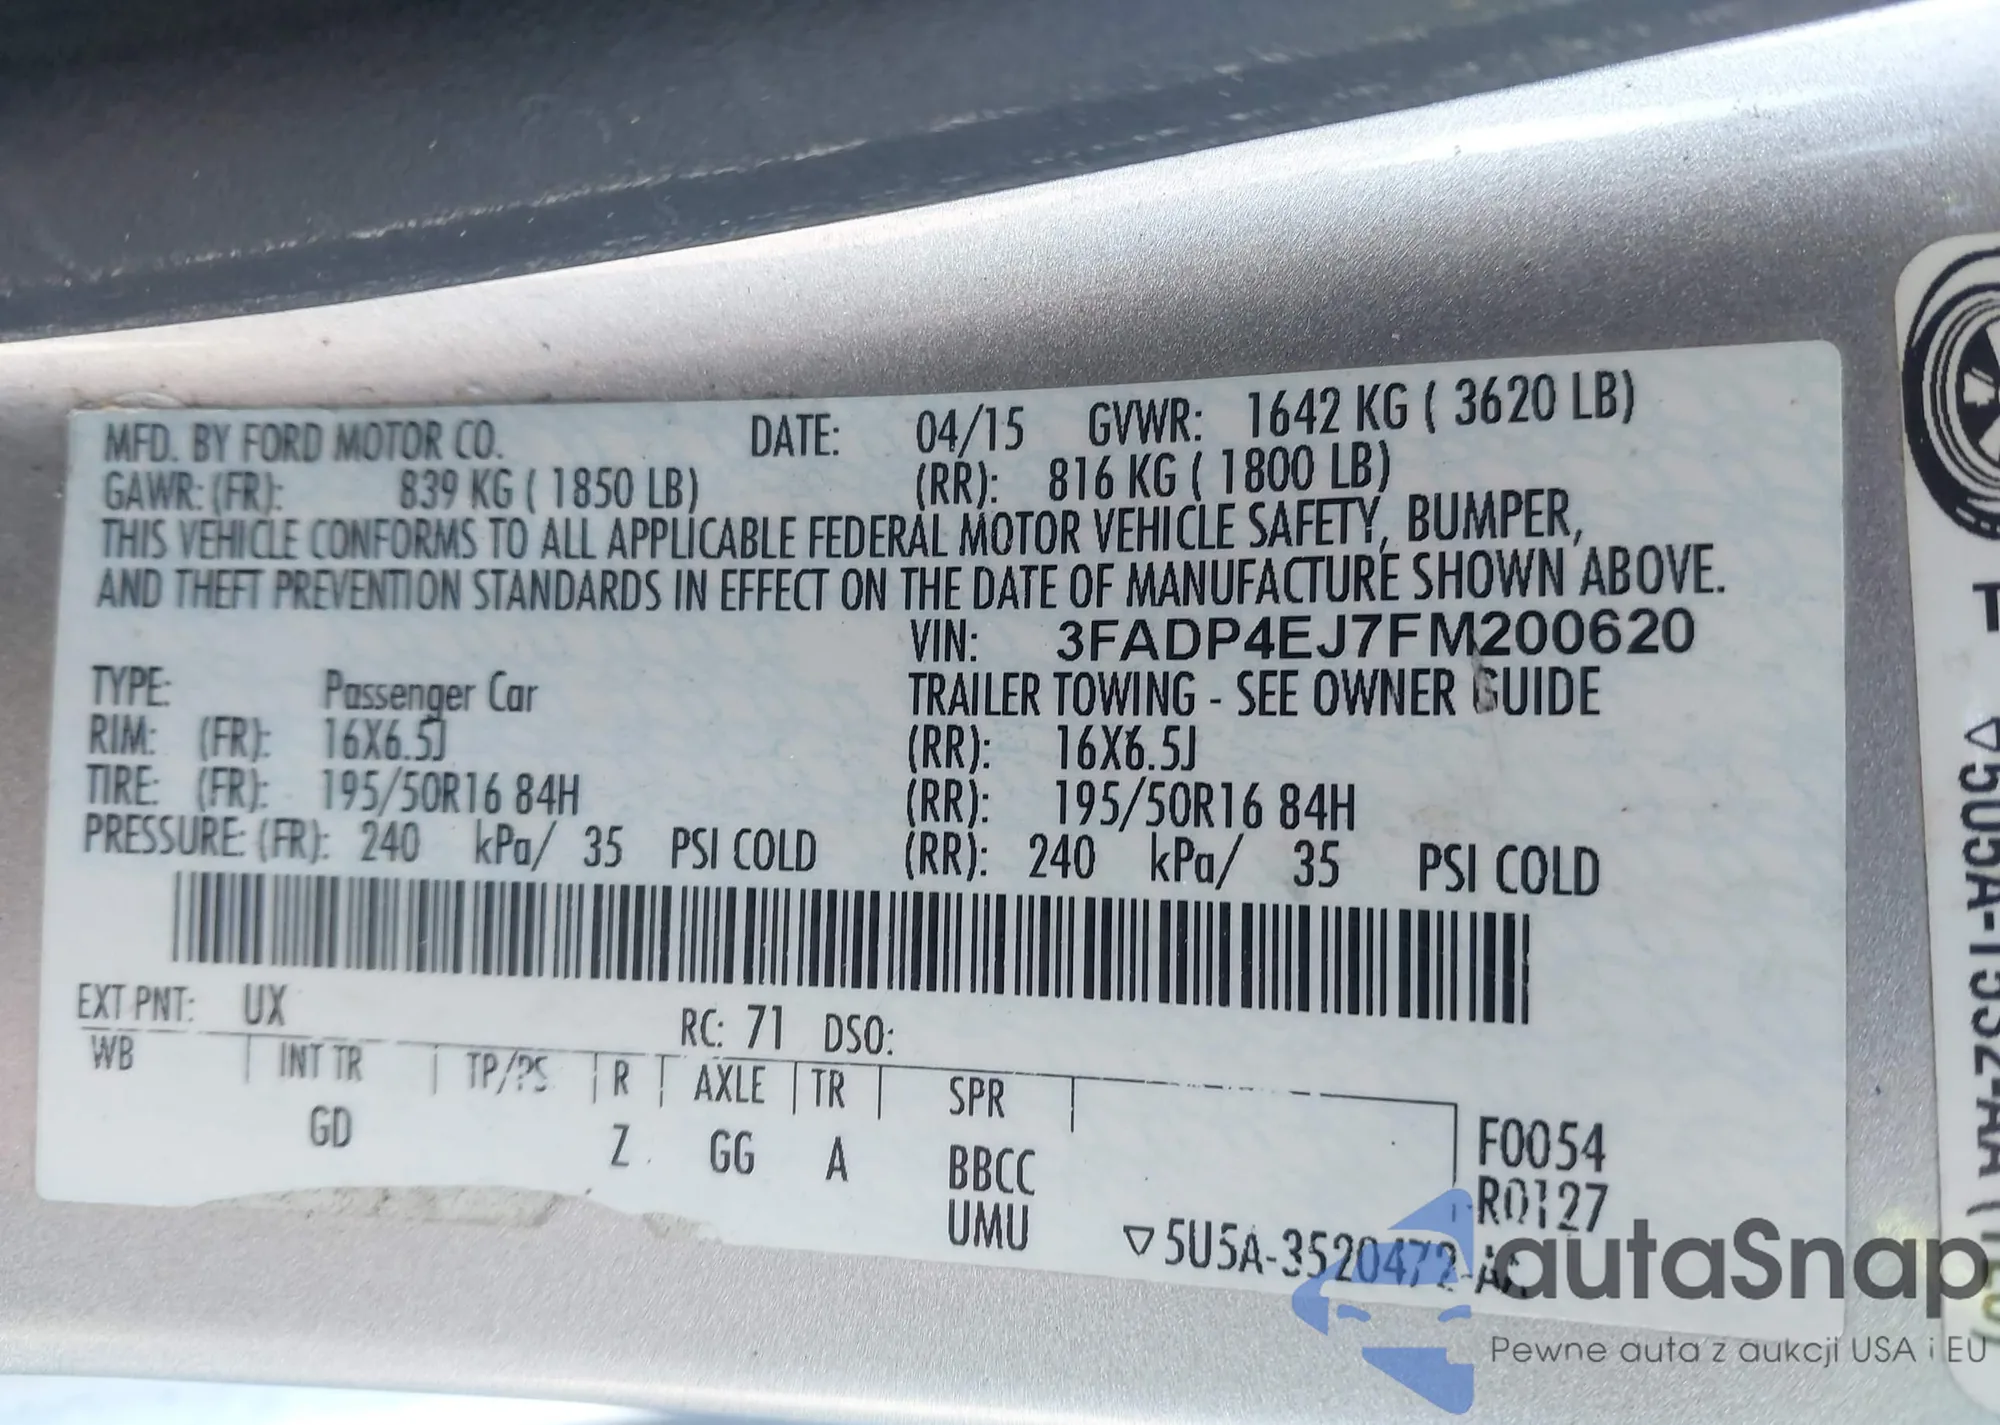 MFD. BY FORD MOTOR CO. DATE: 04/15 GVWR: 1642 KG ( 3620 LB)
GAWR: (FR): 839 KG ( 1850 LB) (RR): 816 KG ( 1800 LB)
THIS VEHICLE CONFORMS TO ALL APPLICABLE FEDERAL MOTOR VEHICLE SAFETY, BUMPER,
AND THEFT PREVENTION STANDARDS IN EFFECT ON THE DATE OF MANUFACTURE SHOWN ABOVE.
VIN: 3FADP4EJ7FM200620
TYPE: Passenger Car TRAILER TOWING - SEE OWNER GUIDE
RIM: (FR): 16X6.5J (RR): 16X6.5J
TIRE: (FR): 195/50R16 84H (RR): 195/50R16 84H
PRESSURE: (FR): 240 kPa/ 35 PSI COLD (RR): 240 kPa/ 35 PSI COLD
EXT PNT: UX RC: 71 DSO:
WB INT TR TP/PS R AXLE TR SPR
GD Z GG A BBCC F0054
UMU R0127
▽5U5A-3520472-
autaSnap
Pewne auta z aukcji USA i EU